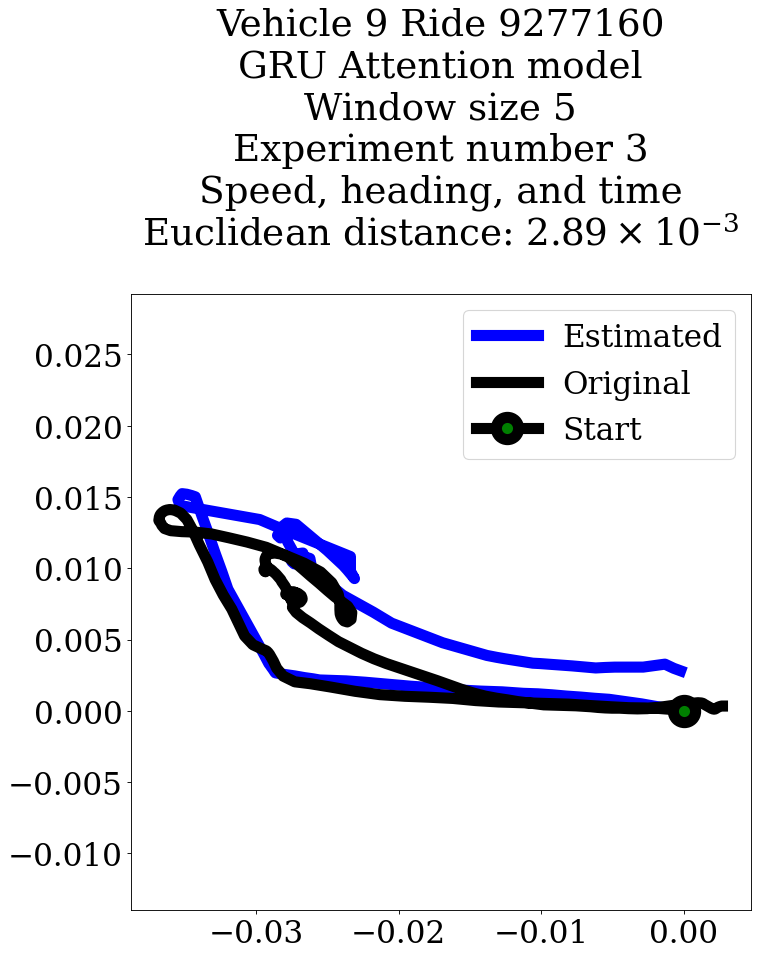 Vehicle 9 Ride 9277160
GRU Attention model
Window size 5
Experiment number 3
Speed, heading, and time
Euclidean distance: 2.89 × 10⁻³
Estimated
Original
Start
0.025
0.020
0.015
0.010
0.005
0.000
−0.005
−0.010
−0.03 −0.02 −0.01 0.00